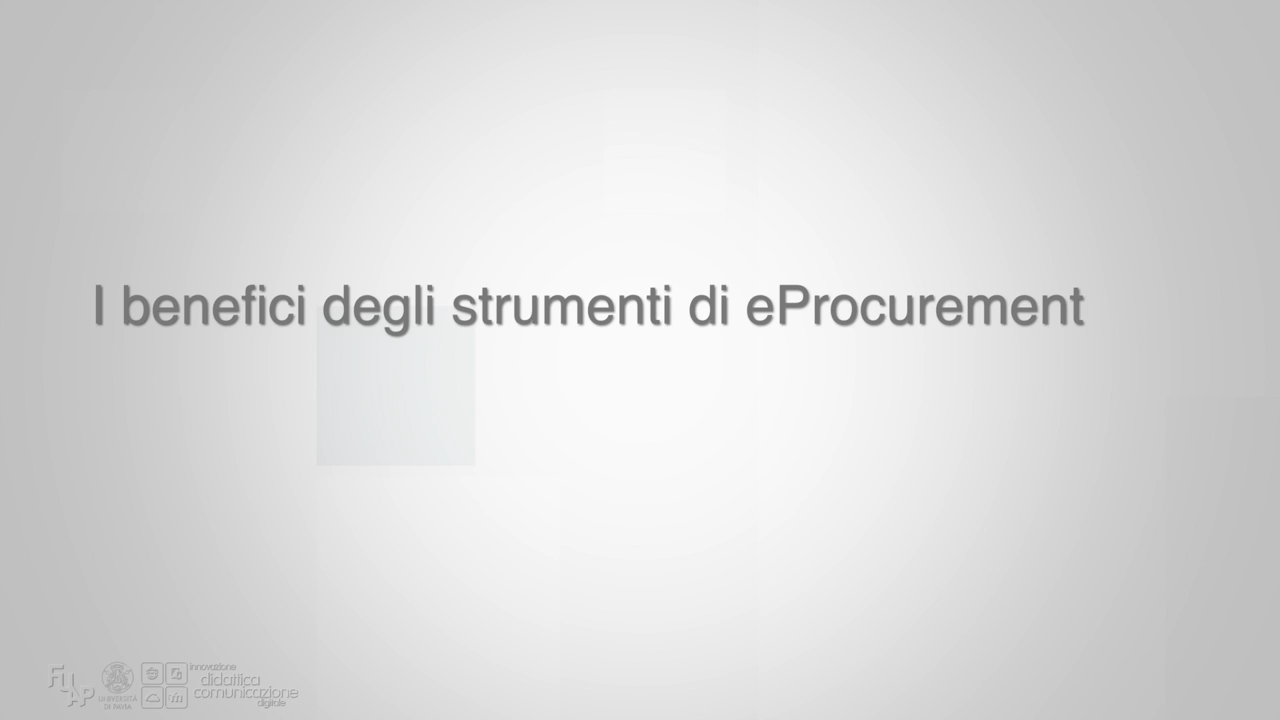 I benefici degli strumenti di eProcurement
UNIVERSITÀ
DI PAVIA
innovazione
didattica
comunicazione
digitale